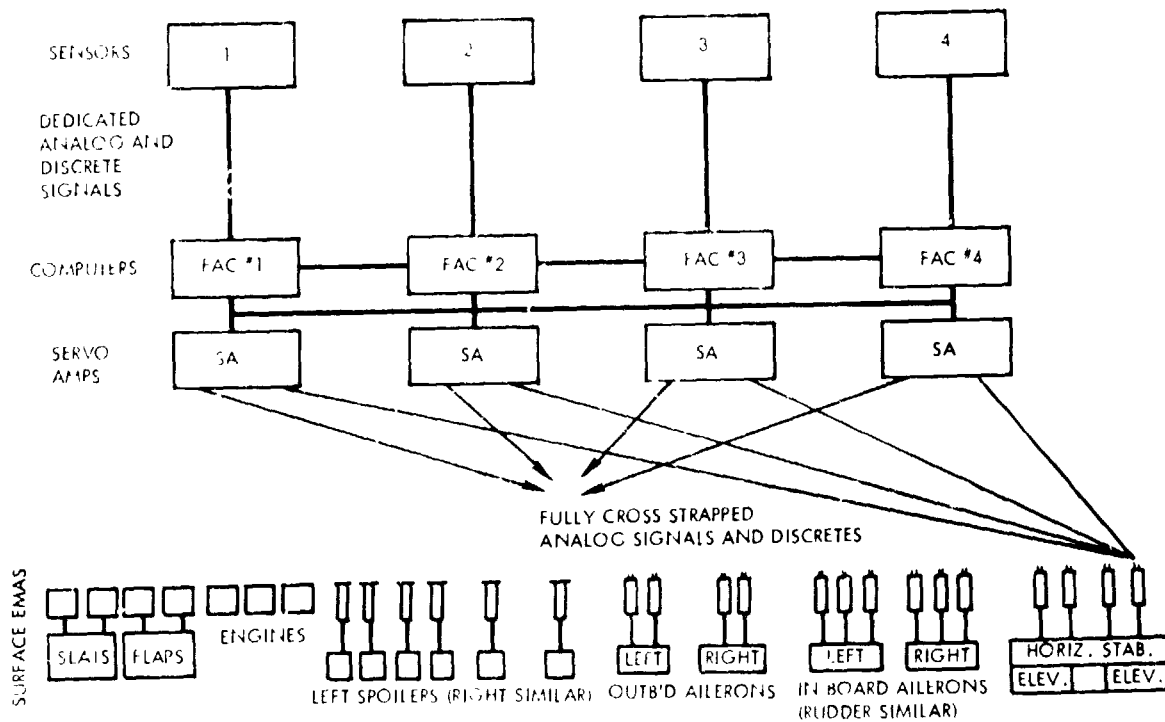 SENSORS
1
2
3
4
DEDICATED
ANALOG AND
DISCRETE
SIGNALS
COMPUTERS
FAC #1
FAC #2
FAC #3
FAC #4
SERVO
AMPS
SA
SA
SA
SA
FULLY CROSS STRAPPED
ANALOG SIGNALS AND DISCRETES
SURFACE EMAS
SLATS
FLAPS
ENGINES
LEFT SPOILERS (RIGHT SIMILAR)
LEFT
RIGHT
OUTB'D AILERONS
LEFT
RIGHT
IN BOARD AILERONS
(RUDDER SIMILAR)
HORIZ. STAB.
ELEV.
ELEV.